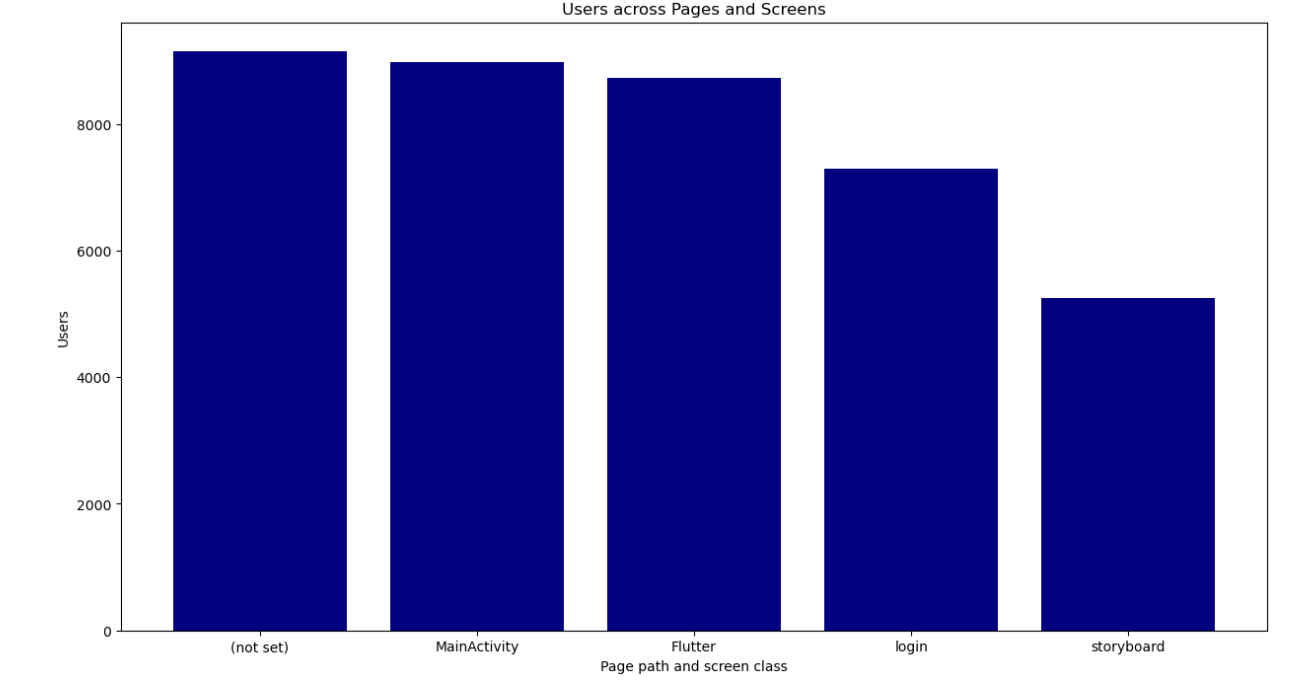 Users across Pages and Screens
8000
6000
4000
2000
0
Users
(not set) MainActivity Flutter login storyboard
Page path and screen class